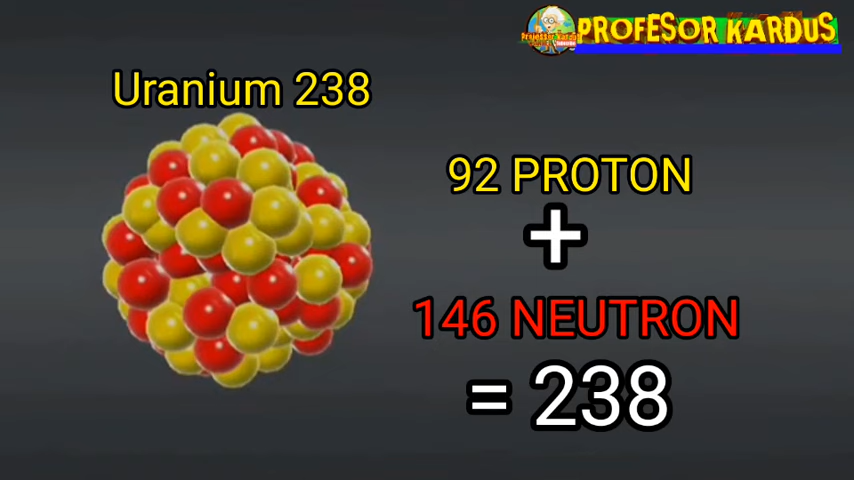 PROFESOR KARDUS
Uranium 238
92 PROTON
+
146 NEUTRON
= 238